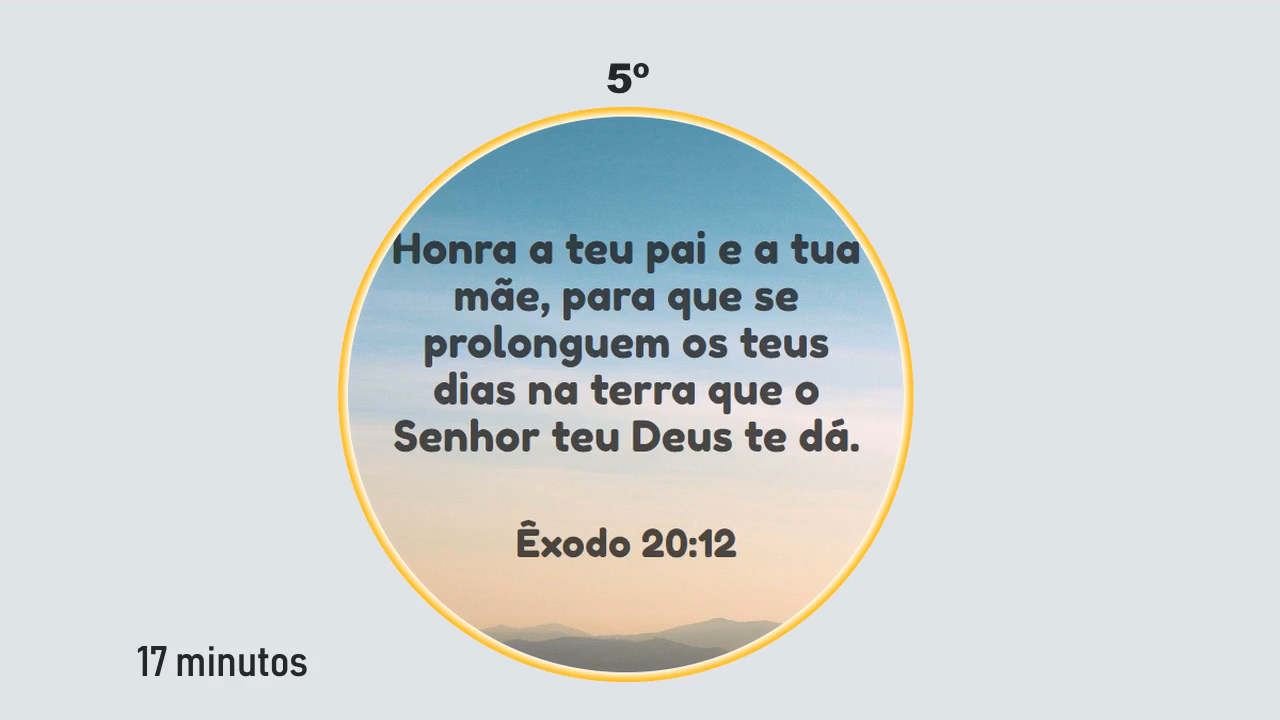 5º
Honra a teu pai e a tua
mãe, para que se
prolonguem os teus
dias na terra que o
Senhor teu Deus te dá.
Êxodo 20:12
17 minutos